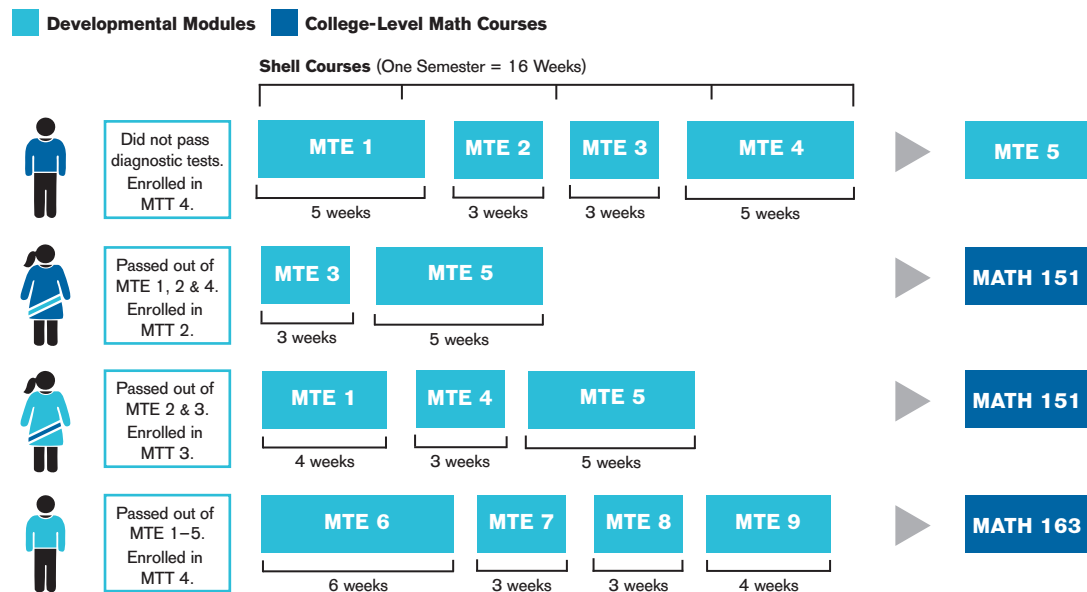 Developmental Modules College-Level Math Courses
Shell Courses (One Semester = 16 Weeks)
Did not pass
diagnostic tests.
Enrolled in
MTT 4.
MTE 1 MTE 2 MTE 3 MTE 4 MTE 5
5 weeks 3 weeks 3 weeks 5 weeks
Passed out of
MTE 1, 2 & 4.
Enrolled in
MTT 2.
MTE 3 MTE 5 MATH 151
3 weeks 5 weeks
Passed out of
MTE 2 & 3.
Enrolled in
MTT 3.
MTE 1 MTE 4 MTE 5 MATH 151
4 weeks 3 weeks 5 weeks
Passed out of
MTE 1–5.
Enrolled in
MTT 4.
MTE 6 MTE 7 MTE 8 MTE 9 MATH 163
6 weeks 3 weeks 3 weeks 4 weeks